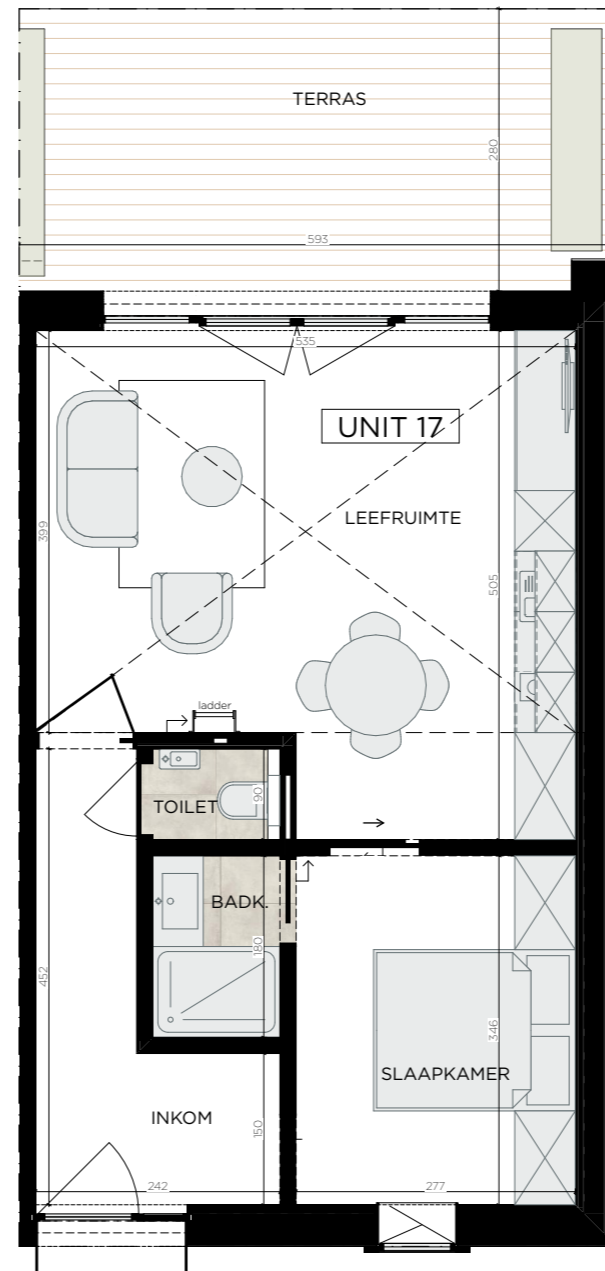 TERRAS
280
593
535
UNIT 17
LEEFRUIMTE
399
505
ladder
TOILET
90
BADK.
180
452
346
SLAAPKAMER
INKOM
150
242
277